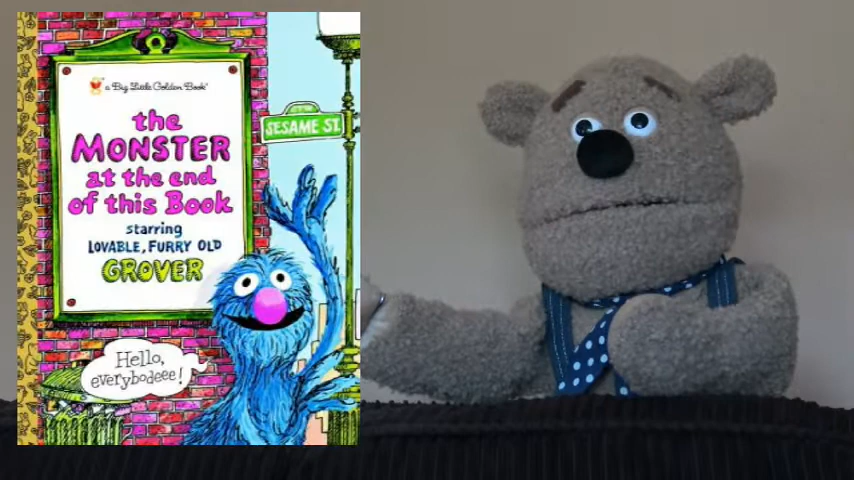 a Big Little Golden Book®
the
MONSTER
at the end
of this Book
starring
LOVABLE, FURRY OLD
GROVER
SESAME ST.
Hello,
everybodeee!